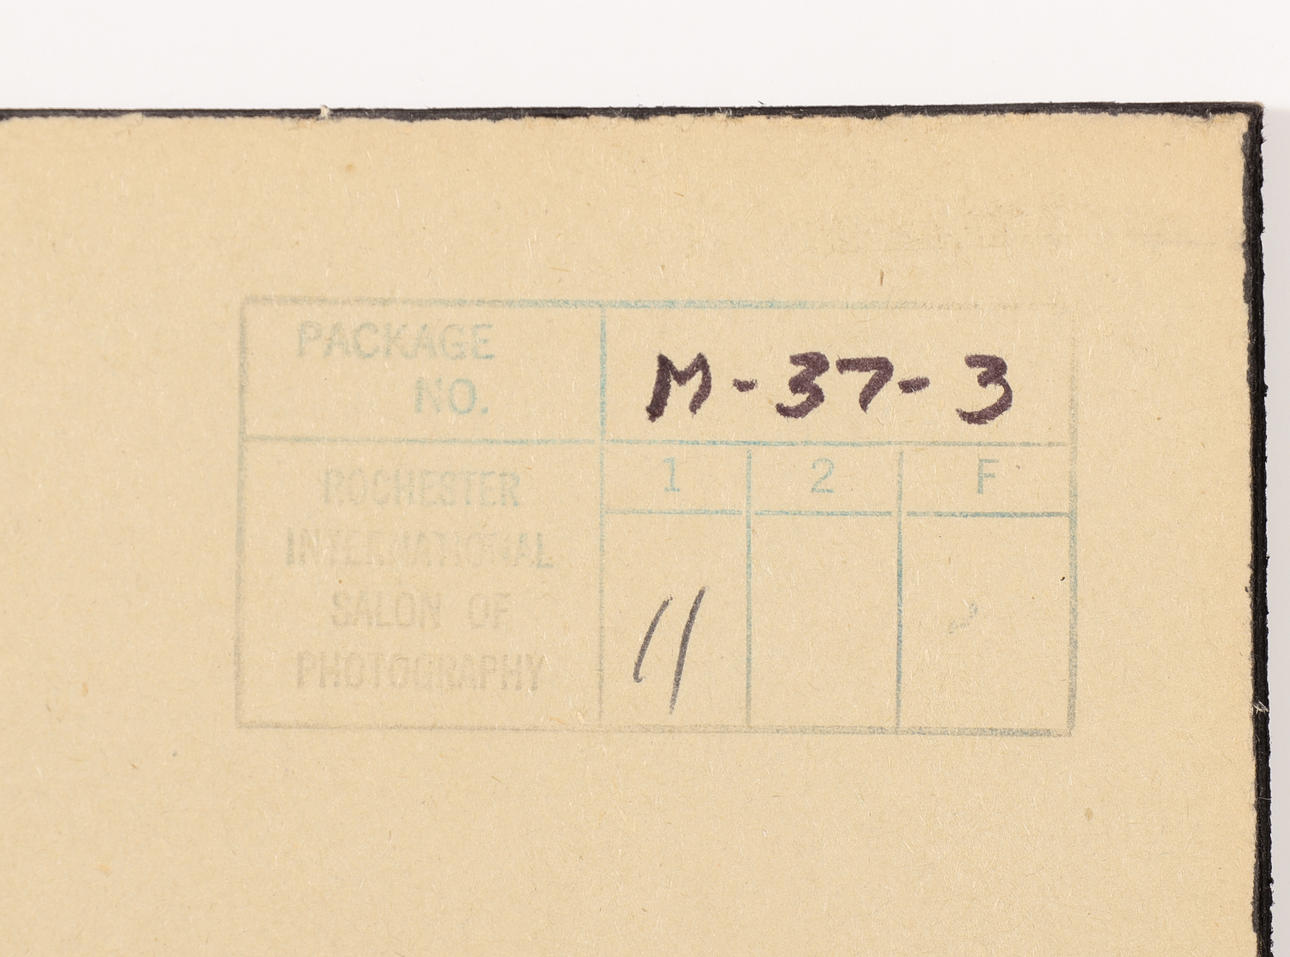 PACKAGE
NO.
M-37-3
ROCHESTER
INTERNATIONAL
SALON OF
PHOTOGRAPHY
1 2 F
11